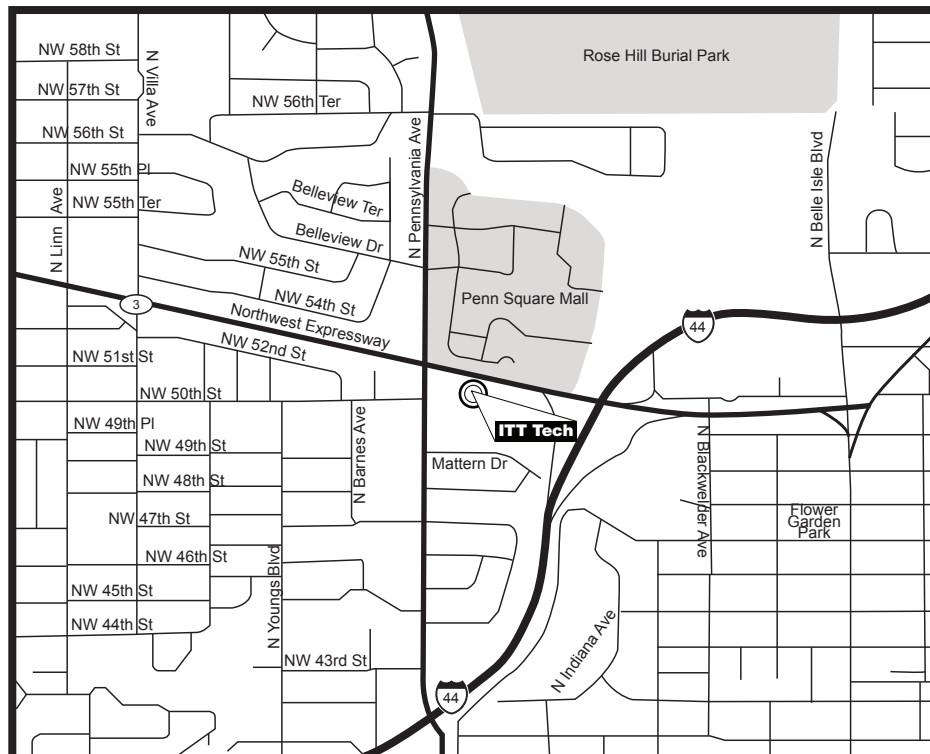 Rose Hill Burial Park
NW 58th St
N Villa Ave
NW 57th St
NW 56th Ter
NW 56th St
N Pennsylvania Ave
N Belle Isle Blvd
NW 55th Pl
Belleview Ter
NW 55th Ter
N Linn Ave
Belleview Dr
NW 55th St
NW 54th St
Penn Square Mall
3
Northwest Expressway
44
NW 52nd St
NW 51st St
NW 50th St
NW 49th Pl
ITT Tech
NW 49th St
N Barnes Ave
Mattern Dr
N Blackwelder Ave
NW 48th St
NW 47th St
Flower
Garden
Park
NW 46th St
N Youngs Blvd
NW 45th St
NW 44th St
N Indiana Ave
NW 43rd St
44